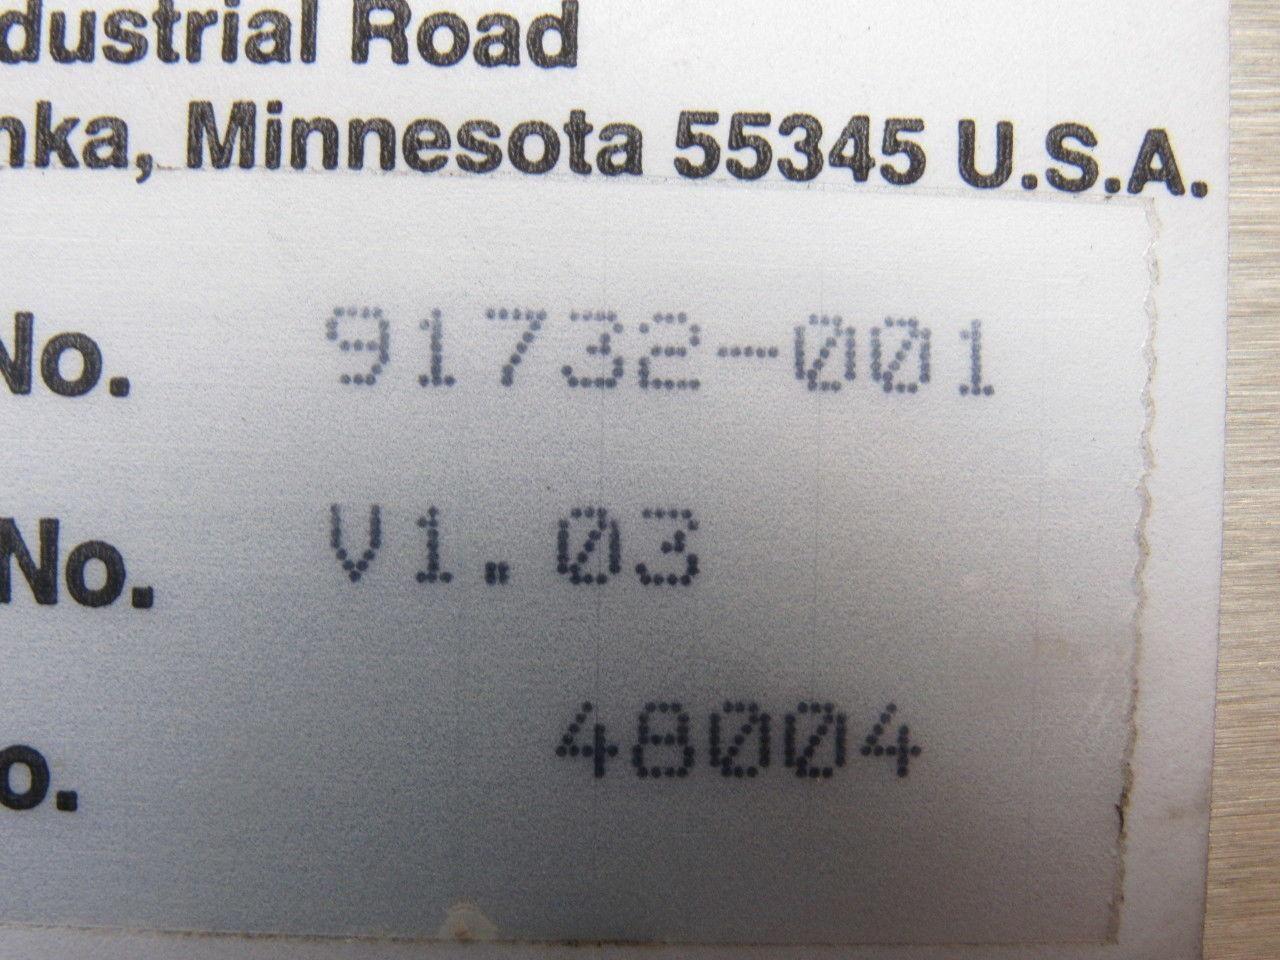 dustrial Road
nka, Minnesota 55345 U.S.A.
No. 91732-001
No. V1.03
o. 48004